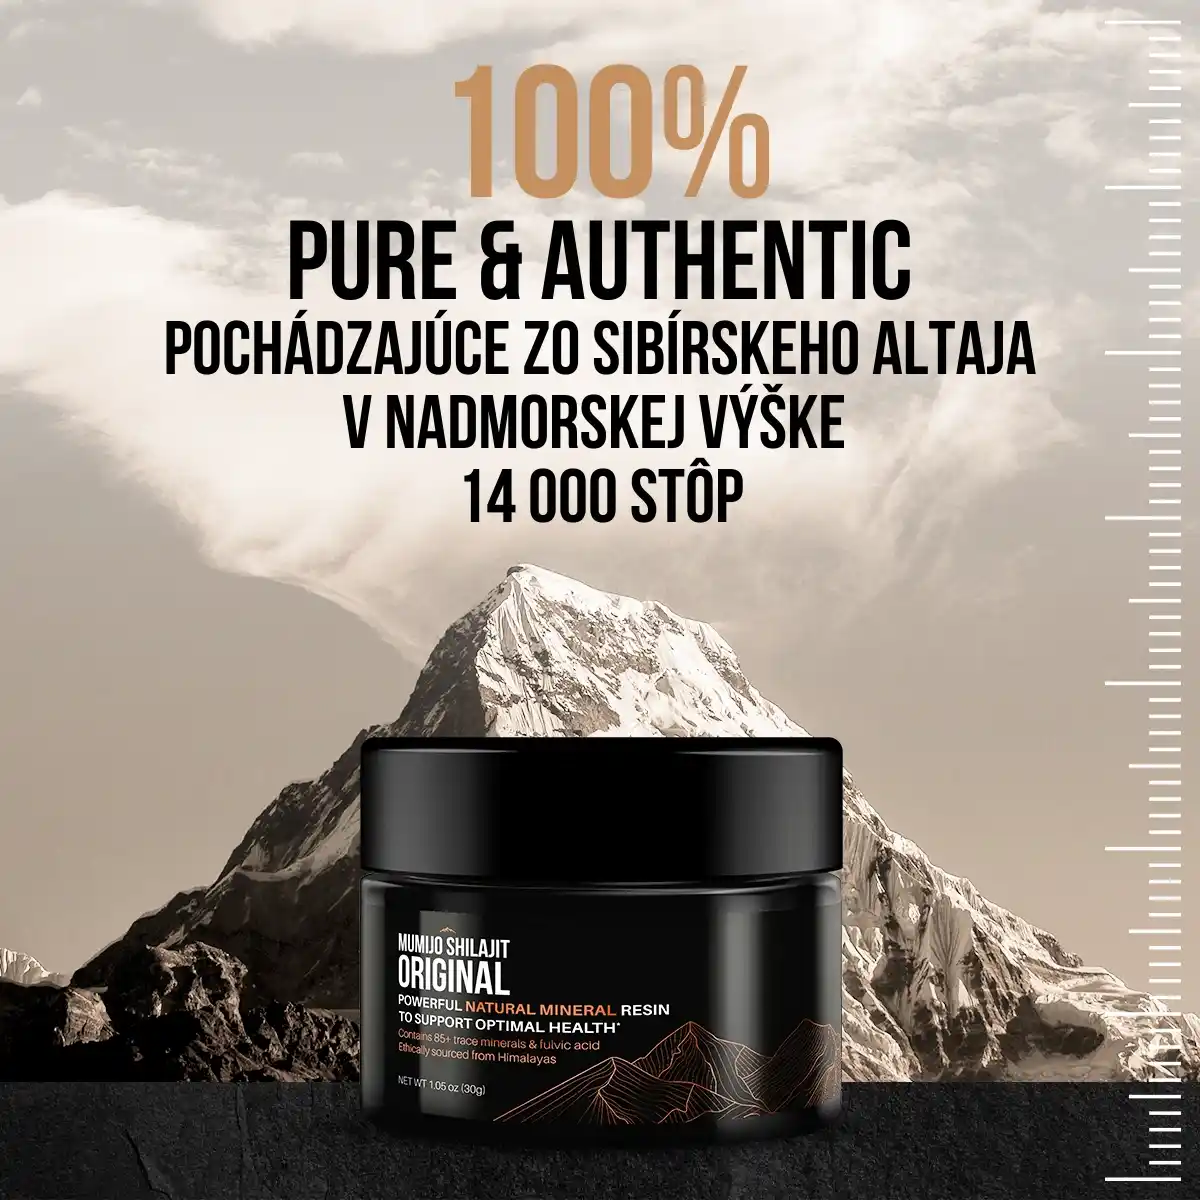 100%
PURE & AUTHENTIC
POCHÁDZAJÚCE ZO SIBÍRSKEHO ALTAJA
V NADMORSKEJ VÝŠKE
14 000 STÔP
MUMIJO SHILAJIT
ORIGINAL
POWERFUL NATURAL MINERAL RESIN
TO SUPPORT OPTIMAL HEALTH*
Contains 85+ trace minerals & fulvic acid
Ethically sourced from Himalayas
NET WT 1.05 oz (30g)